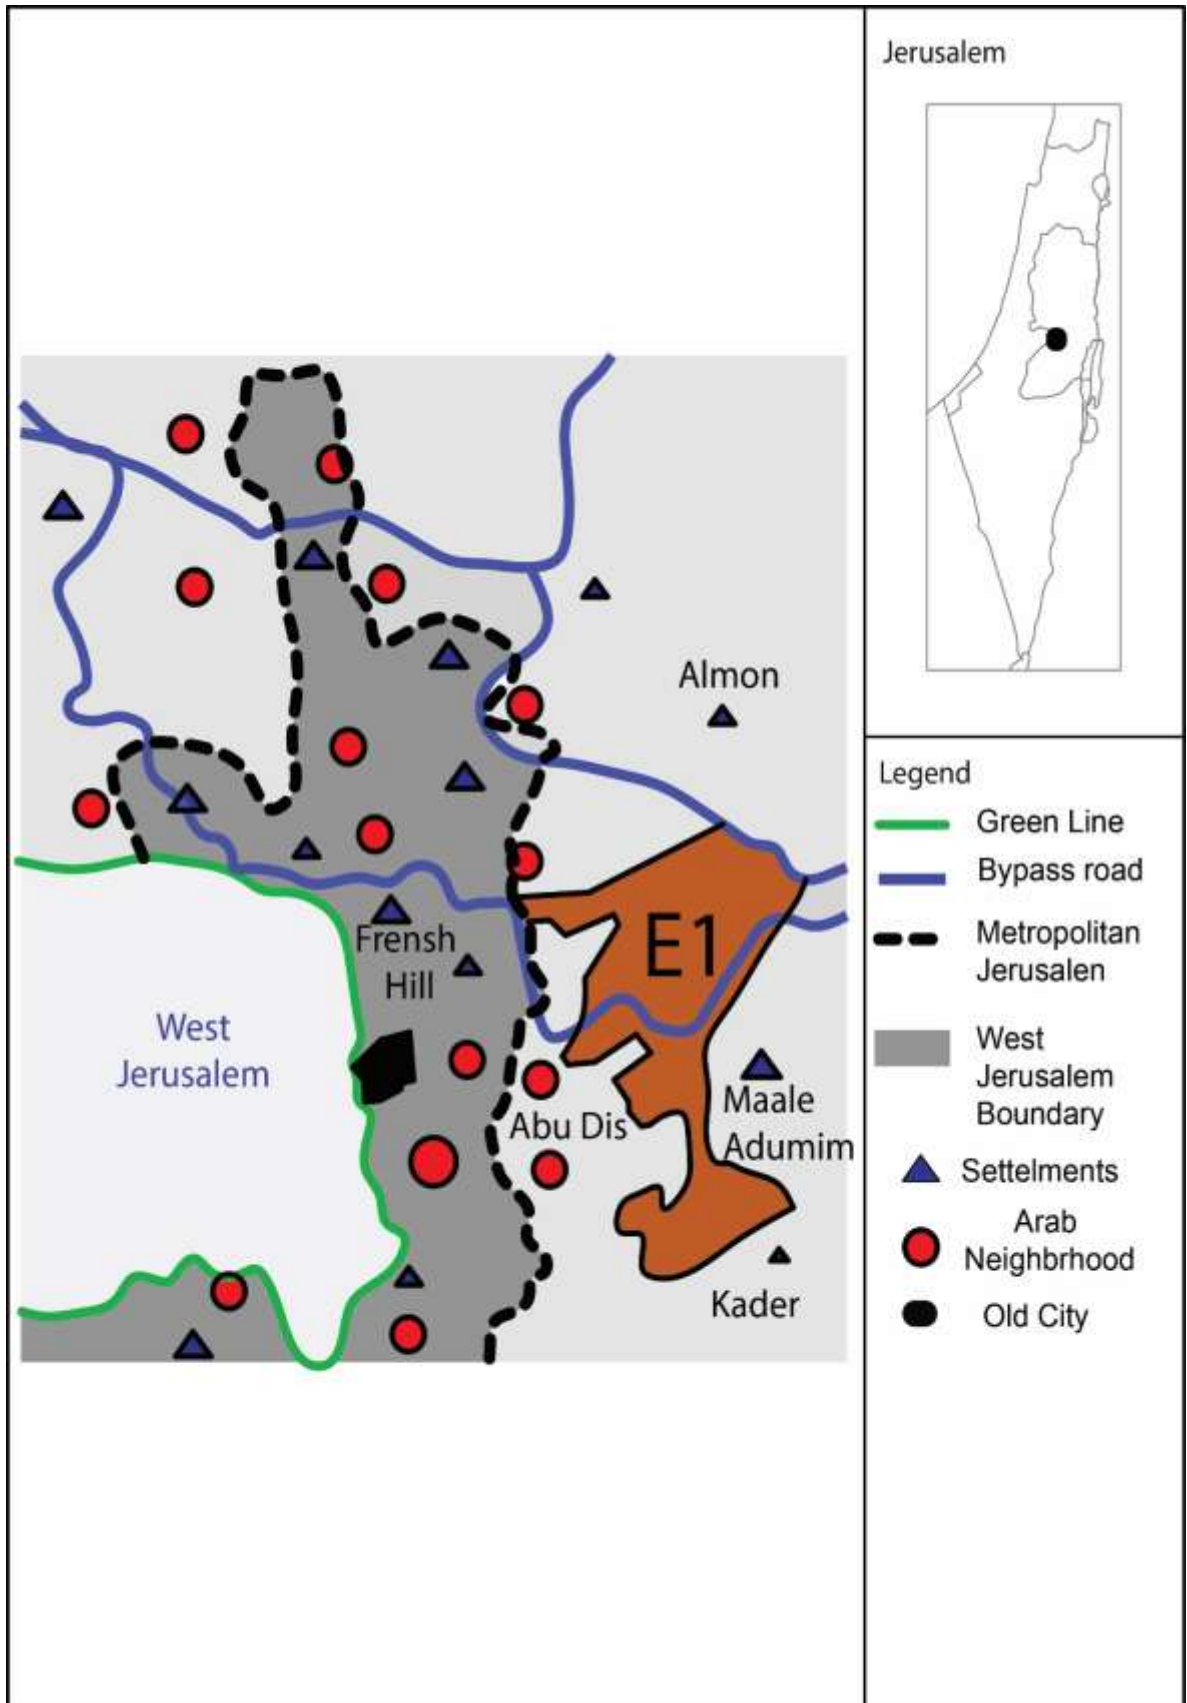 Jerusalem
Almon
E1
Frensh
Hill
West
Jerusalem
Abu Dis
Maale
Adumim
Kader
Legend
Green Line
Bypass road
Metropolitan
Jerusalen
West
Jerusalem
Boundary
Settelments
Arab
Neighbrhood
Old City